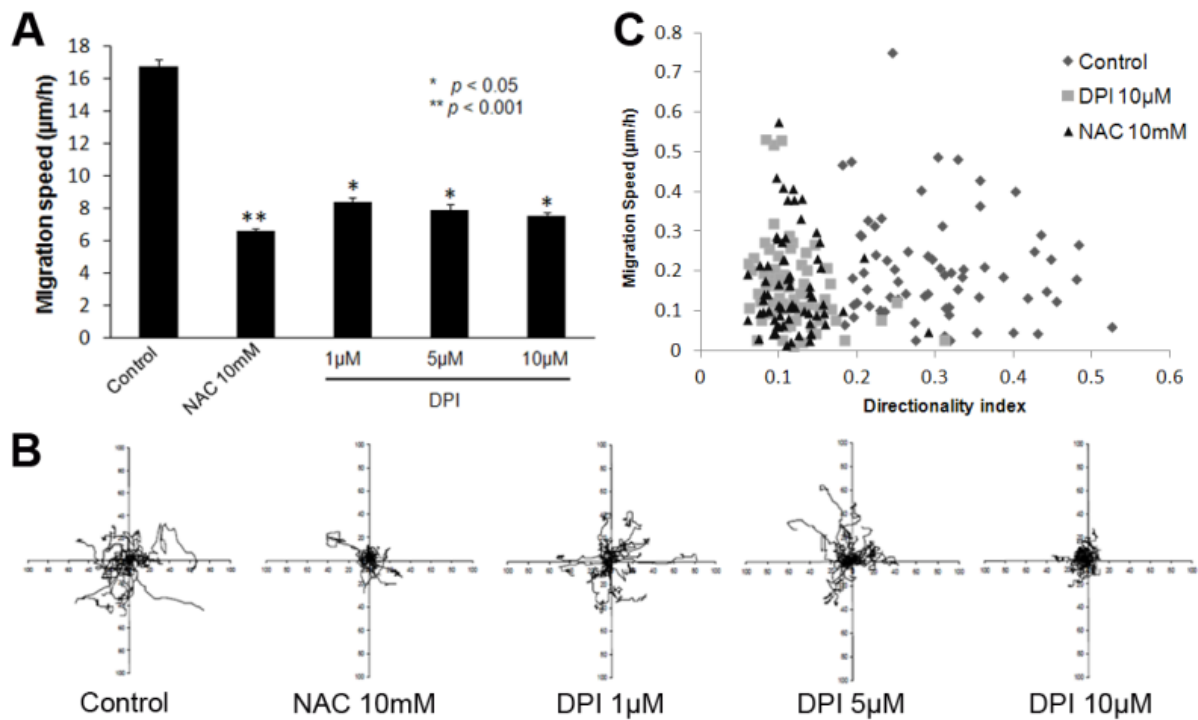 A
Migration speed (µm/h)
18
16
14
12
10
8
6
4
2
0
* p < 0.05
** p < 0.001
**
*
*
*
Control
NAC 10mM
1µM
5µM
10µM
DPI
C
Migration Speed (µm/h)
0.8
0.7
0.6
0.5
0.4
0.3
0.2
0.1
0
0 0.1 0.2 0.3 0.4 0.5 0.6
Directionality index
Control
DPI 10µM
NAC 10mM
B
Control NAC 10mM DPI 1µM DPI 5µM DPI 10µM